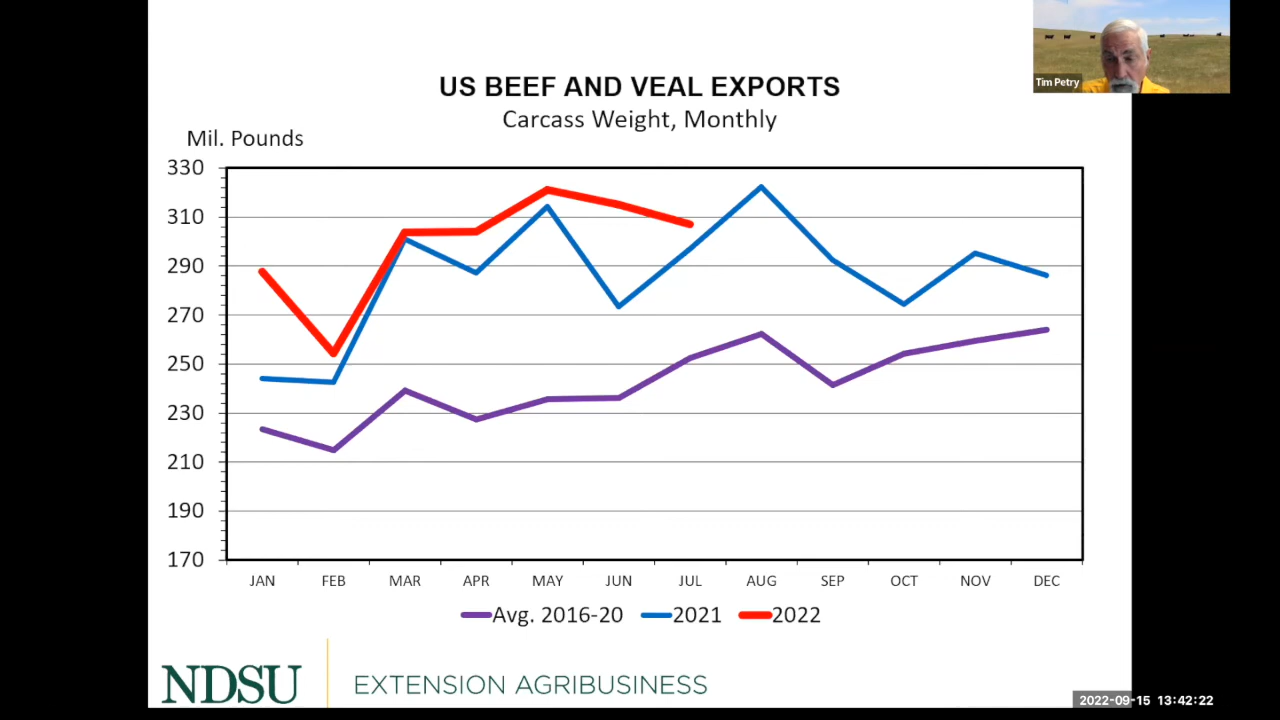 Tim Petry
US BEEF AND VEAL EXPORTS
Carcass Weight, Monthly
Mil. Pounds
330
310
290
270
250
230
210
190
170
JAN FEB MAR APR MAY JUN JUL AUG SEP OCT NOV DEC
Avg. 2016-20 2021 2022
NDSU EXTENSION AGRIBUSINESS
2022-09-15 13:42:22